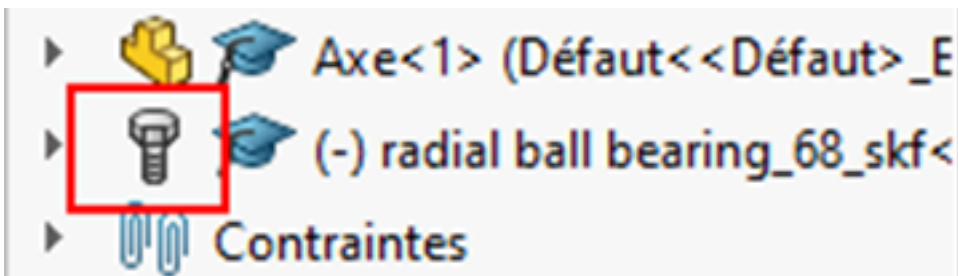 Axe<1> (Défaut<<Défaut>_E
(-) radial ball bearing_68_skf<
Contraintes